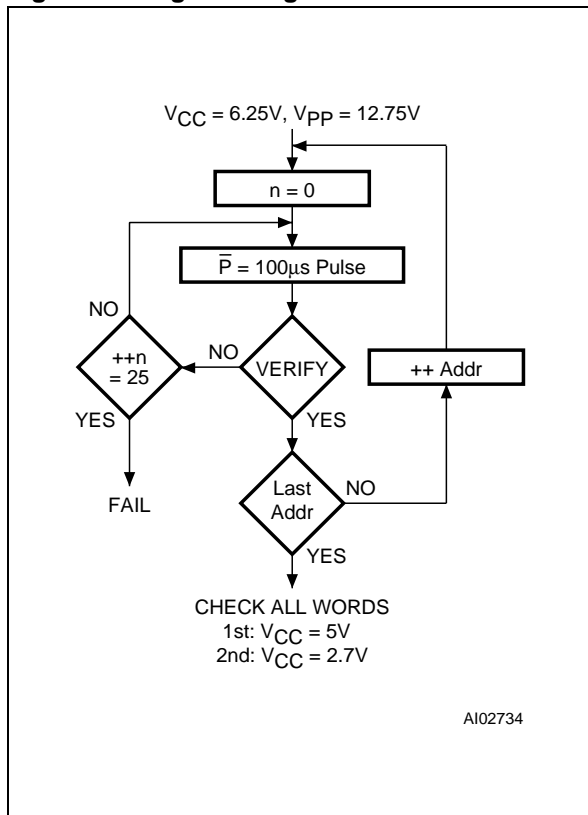 VCC = 6.25V, VPP = 12.75V
n = 0
P̅ = 100μs Pulse
NO
++n
= 25
NO
VERIFY
++ Addr
YES
YES
Last
Addr
NO
FAIL
YES
CHECK ALL WORDS
1st: VCC = 5V
2nd: VCC = 2.7V
AI02734